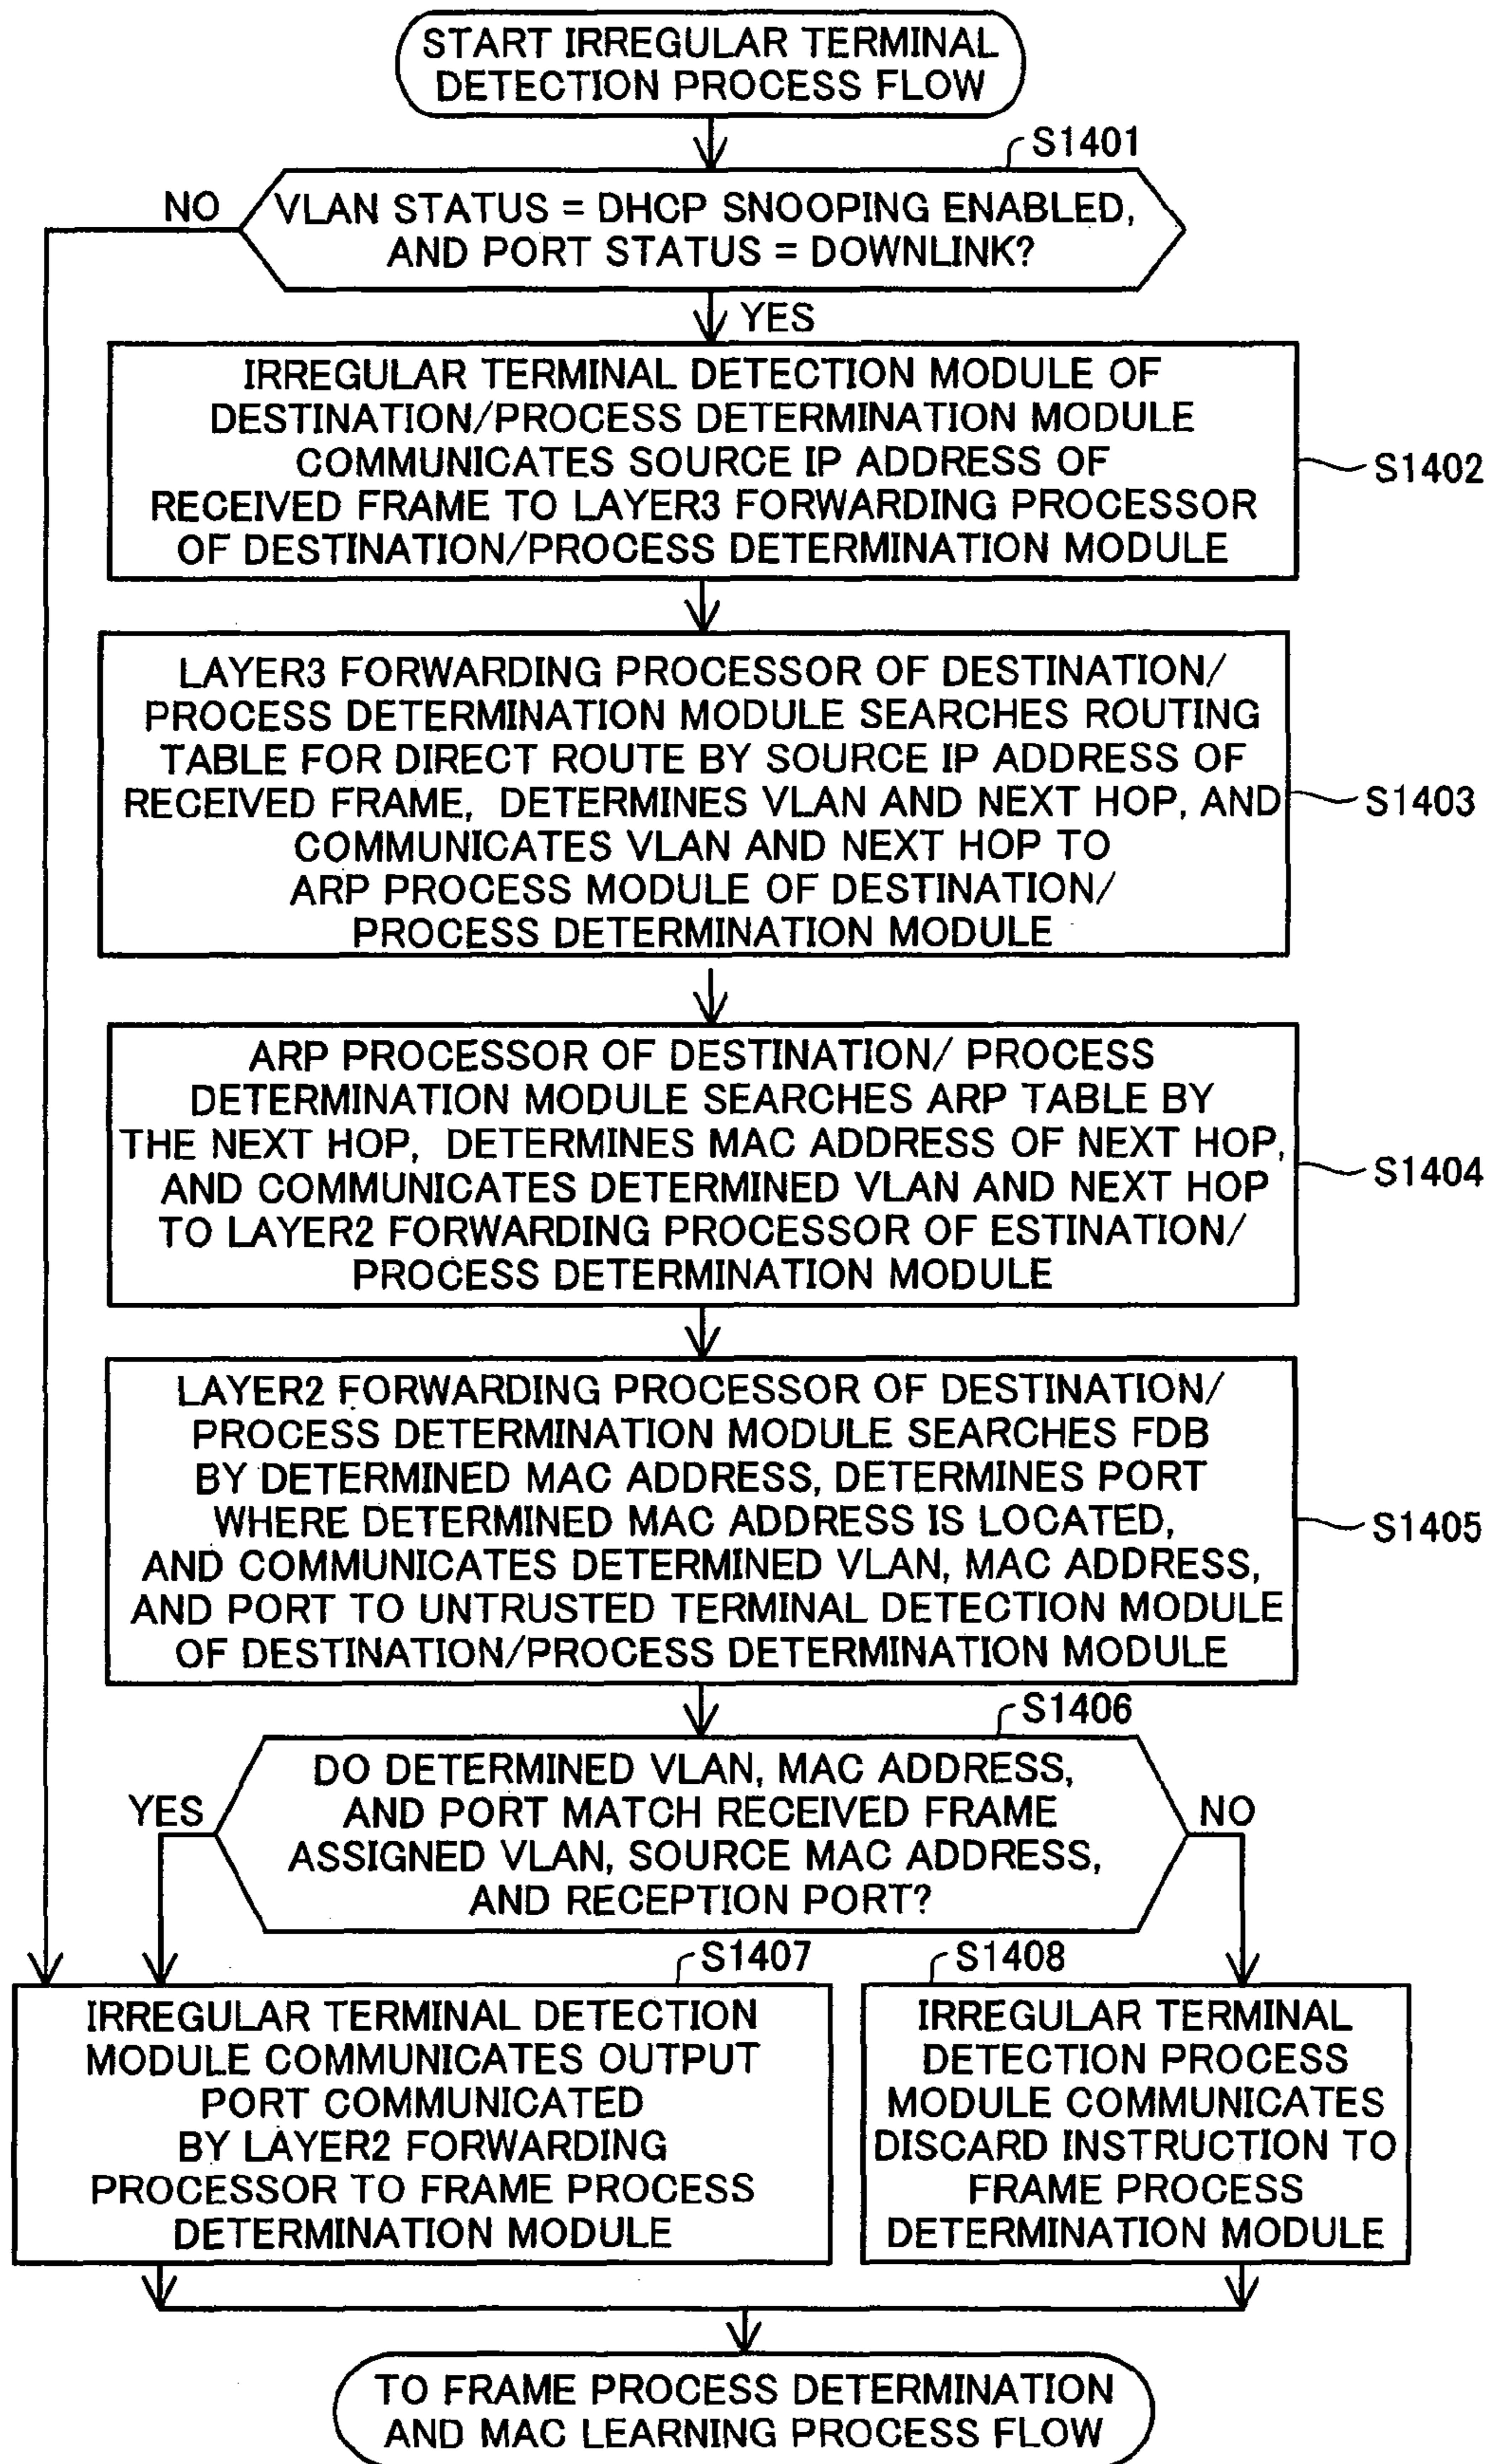 START IRREGULAR TERMINAL
DETECTION PROCESS FLOW
S1401
NO
VLAN STATUS = DHCP SNOOPING ENABLED,
AND PORT STATUS = DOWNLINK?
YES
IRREGULAR TERMINAL DETECTION MODULE OF
DESTINATION/PROCESS DETERMINATION MODULE
COMMUNICATES SOURCE IP ADDRESS OF
RECEIVED FRAME TO LAYER3 FORWARDING PROCESSOR
OF DESTINATION/PROCESS DETERMINATION MODULE
S1402
LAYER3 FORWARDING PROCESSOR OF DESTINATION/
PROCESS DETERMINATION MODULE SEARCHES ROUTING
TABLE FOR DIRECT ROUTE BY SOURCE IP ADDRESS OF
RECEIVED FRAME, DETERMINES VLAN AND NEXT HOP, AND
COMMUNICATES VLAN AND NEXT HOP TO
ARP PROCESS MODULE OF DESTINATION/
PROCESS DETERMINATION MODULE
S1403
ARP PROCESSOR OF DESTINATION/ PROCESS
DETERMINATION MODULE SEARCHES ARP TABLE BY
THE NEXT HOP, DETERMINES MAC ADDRESS OF NEXT HOP,
AND COMMUNICATES DETERMINED VLAN AND NEXT HOP
TO LAYER2 FORWARDING PROCESSOR OF ESTINATION/
PROCESS DETERMINATION MODULE
S1404
LAYER2 FORWARDING PROCESSOR OF DESTINATION/
PROCESS DETERMINATION MODULE SEARCHES FDB
BY DETERMINED MAC ADDRESS, DETERMINES PORT
WHERE DETERMINED MAC ADDRESS IS LOCATED,
AND COMMUNICATES DETERMINED VLAN, MAC ADDRESS,
AND PORT TO UNTRUSTED TERMINAL DETECTION MODULE
OF DESTINATION/PROCESS DETERMINATION MODULE
S1405
S1406
DO DETERMINED VLAN, MAC ADDRESS,
AND PORT MATCH RECEIVED FRAME
ASSIGNED VLAN, SOURCE MAC ADDRESS,
AND RECEPTION PORT?
YES
NO
S1407
IRREGULAR TERMINAL DETECTION
MODULE COMMUNICATES OUTPUT
PORT COMMUNICATED
BY LAYER2 FORWARDING
PROCESSOR TO FRAME PROCESS
DETERMINATION MODULE
S1408
IRREGULAR TERMINAL
DETECTION PROCESS
MODULE COMMUNICATES
DISCARD INSTRUCTION TO
FRAME PROCESS
DETERMINATION MODULE
TO FRAME PROCESS DETERMINATION
AND MAC LEARNING PROCESS FLOW